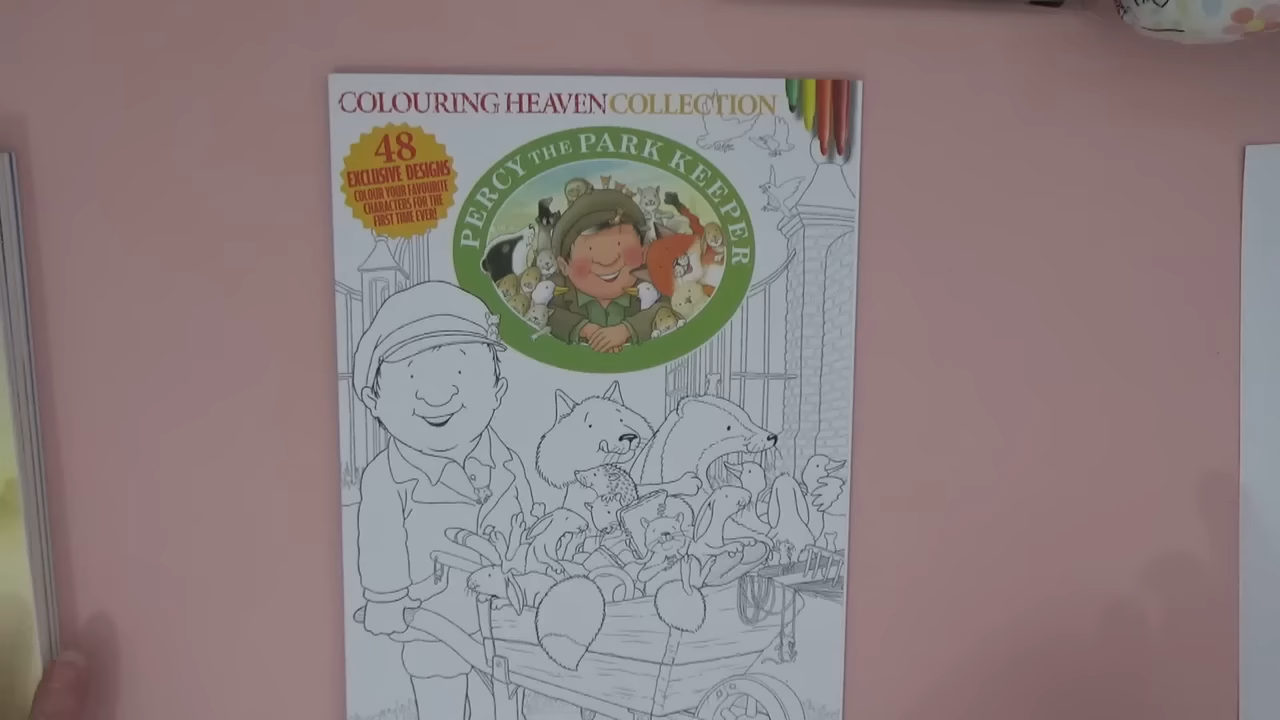 COLOURING HEAVEN COLLECTION
48
EXCLUSIVE DESIGNS
COLOUR YOUR FAVOURITE
CHARACTERS FOR THE
FIRST TIME EVER!
PERCY THE PARK KEEPER